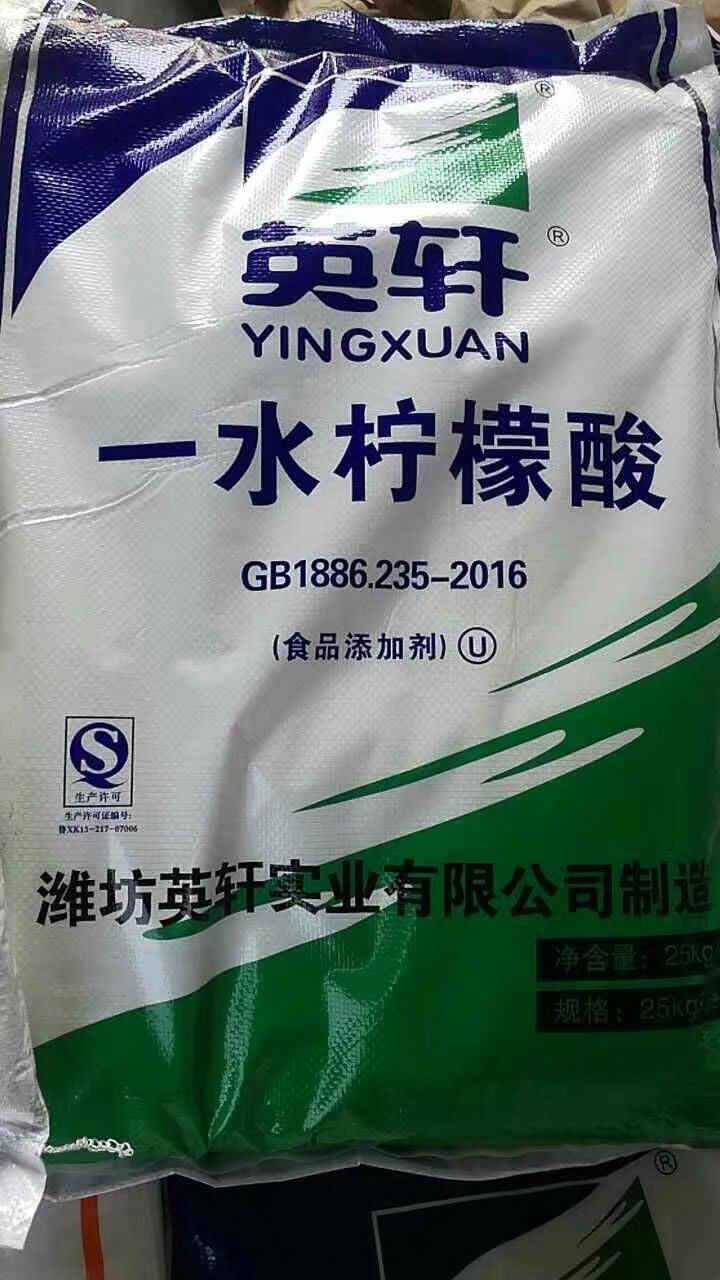 ®
英轩®
YINGXUAN
一水柠檬酸
GB1886.235-2016
(食品添加剂) U
S
生产许可
生产许可证编号:
鲁XK13-217-07006
潍坊英轩实业有限公司制造
净含量: 25kg
规格: 25kg
®